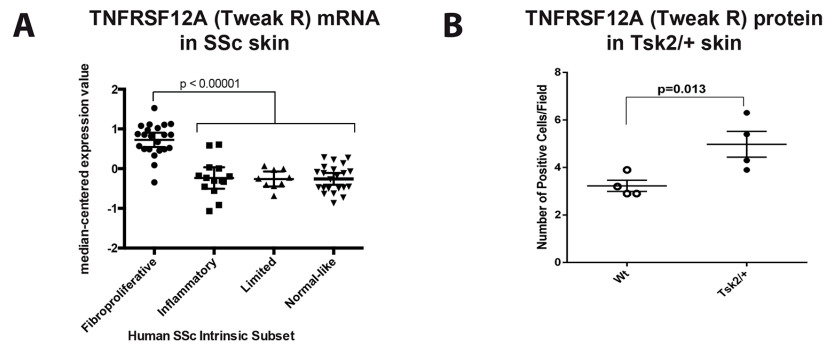 A
TNFRSF12A (Tweak R) mRNA
in SSc skin
p < 0.00001
median-centered expression value
2
1
0
-1
-2
Fibroproliferative
Inflammatory
Limited
Normal-like
Human SSc Intrinsic Subset
B
TNFRSF12A (Tweak R) protein
in Tsk2/+ skin
p=0.013
Number of Positive Cells/Field
8
6
4
2
0
Wt
Tsk2/+